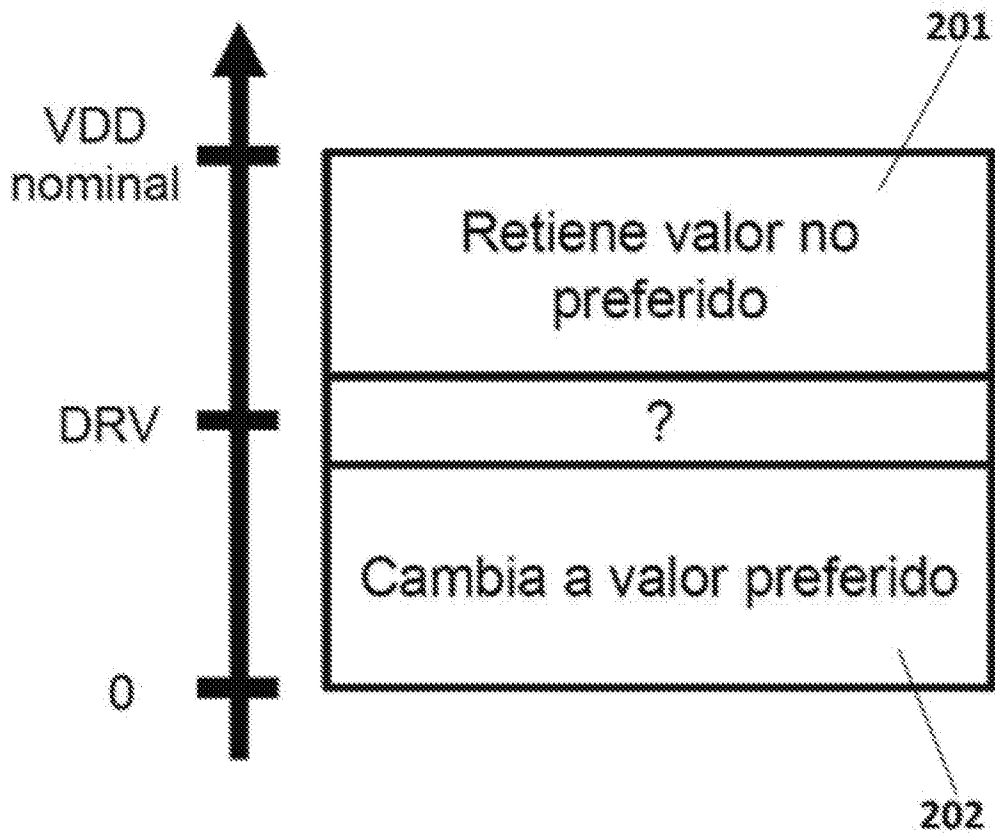 201
VDD
nominal
Retiene valor no
preferido
DRV
?
Cambia a valor preferido
0
202